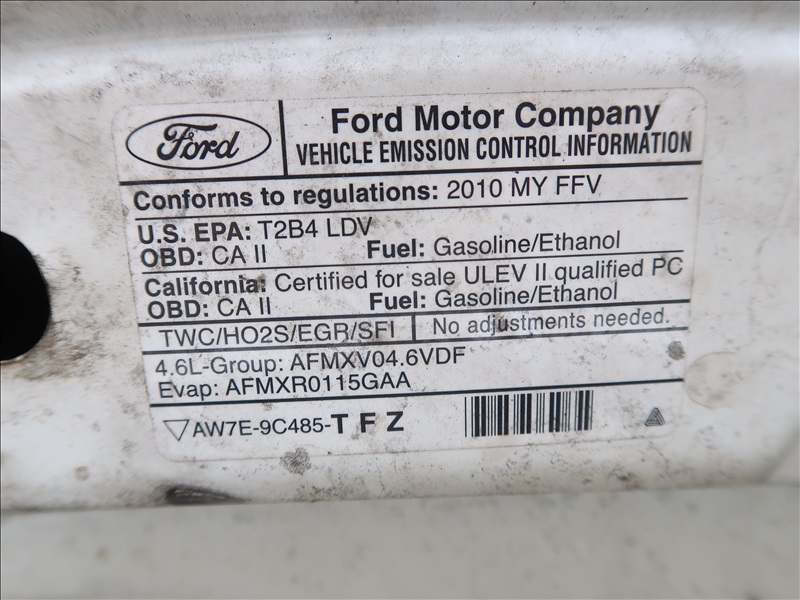 Ford
Ford Motor Company
VEHICLE EMISSION CONTROL INFORMATION
Conforms to regulations: 2010 MY FFV
U.S. EPA: T2B4 LDV
OBD: CA II Fuel: Gasoline/Ethanol
California: Certified for sale ULEV II qualified PC
OBD: CA II Fuel: Gasoline/Ethanol
TWC/HO2S/EGR/SFI No adjustments needed.
4.6L-Group: AFMXV04.6VDF
Evap: AFMXR0115GAA
AW7E-9C485-T F Z